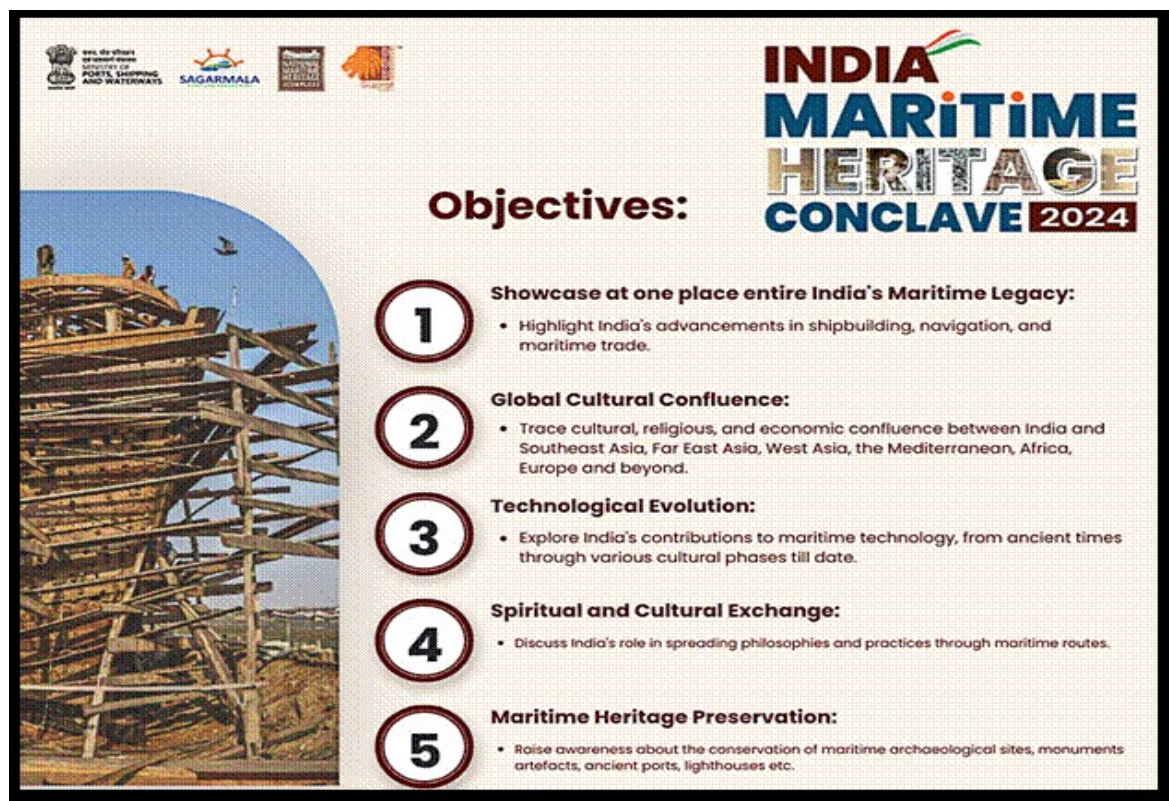 MINISTRY OF
PORTS, SHIPPING
AND WATERWAYS
SAGARMALA
NATIONAL
MARITIME
HERITAGE
COMPLEX
INDIA
MARiTiME
HERITAGE
CONCLAVE 2024
Objectives:
1
Showcase at one place entire India's Maritime Legacy:
• Highlight India's advancements in shipbuilding, navigation, and
maritime trade.
2
Global Cultural Confluence:
• Trace cultural, religious, and economic confluence between India and
Southeast Asia, Far East Asia, West Asia, the Mediterranean, Africa,
Europe and beyond.
3
Technological Evolution:
• Explore India's contributions to maritime technology, from ancient times
through various cultural phases till date.
4
Spiritual and Cultural Exchange:
• Discuss India's role in spreading philosophies and practices through maritime routes.
5
Maritime Heritage Preservation:
• Raise awareness about the conservation of maritime archaeological sites, monuments
artefacts, ancient ports, lighthouses etc.